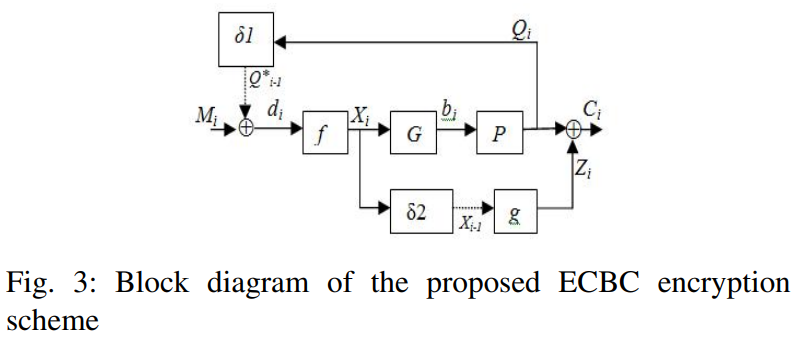 δ1
Qi
Q*i-1
Mi
di
f
Xi
G
bi
P
Ci
Zi
δ2
Xi-1
g
Fig. 3: Block diagram of the proposed ECBC encryption
scheme